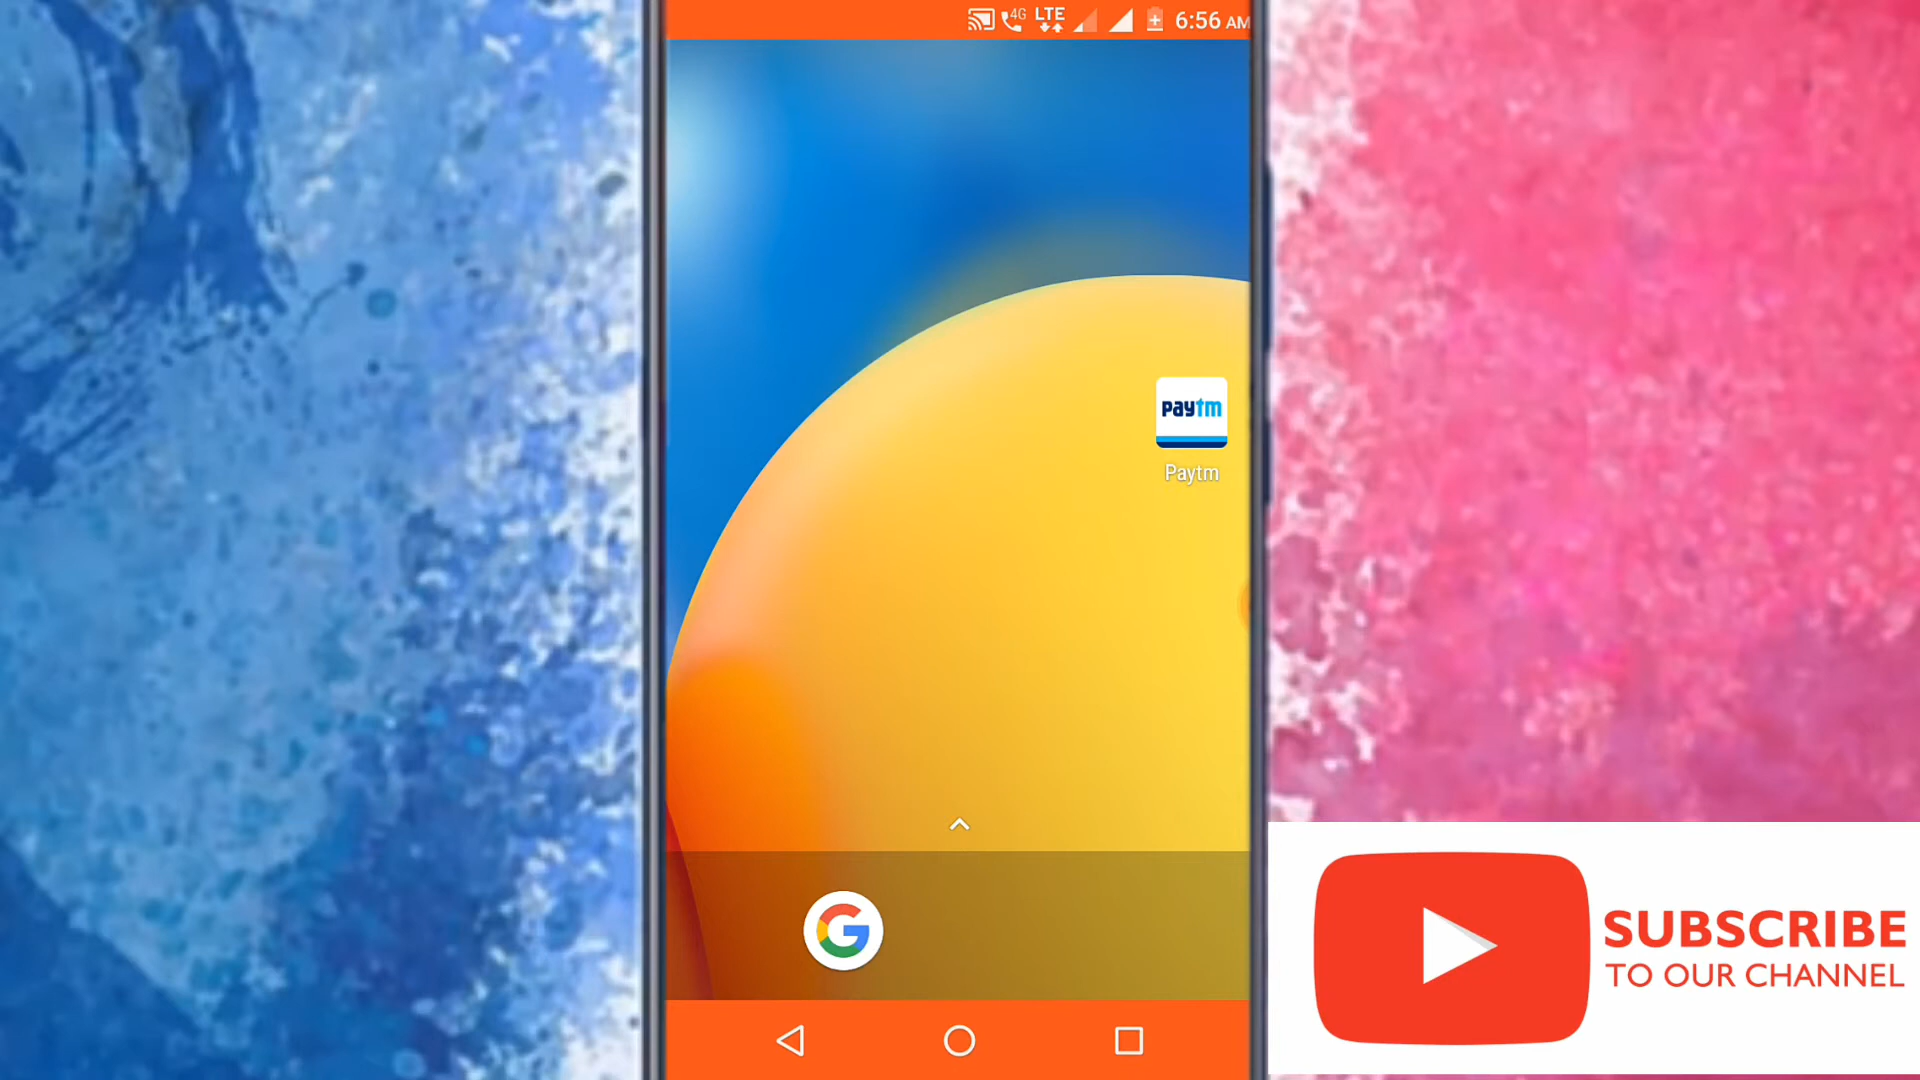 4G LTE 6:56 AM
paytm
Paytm
G
SUBSCRIBE
TO OUR CHANNEL